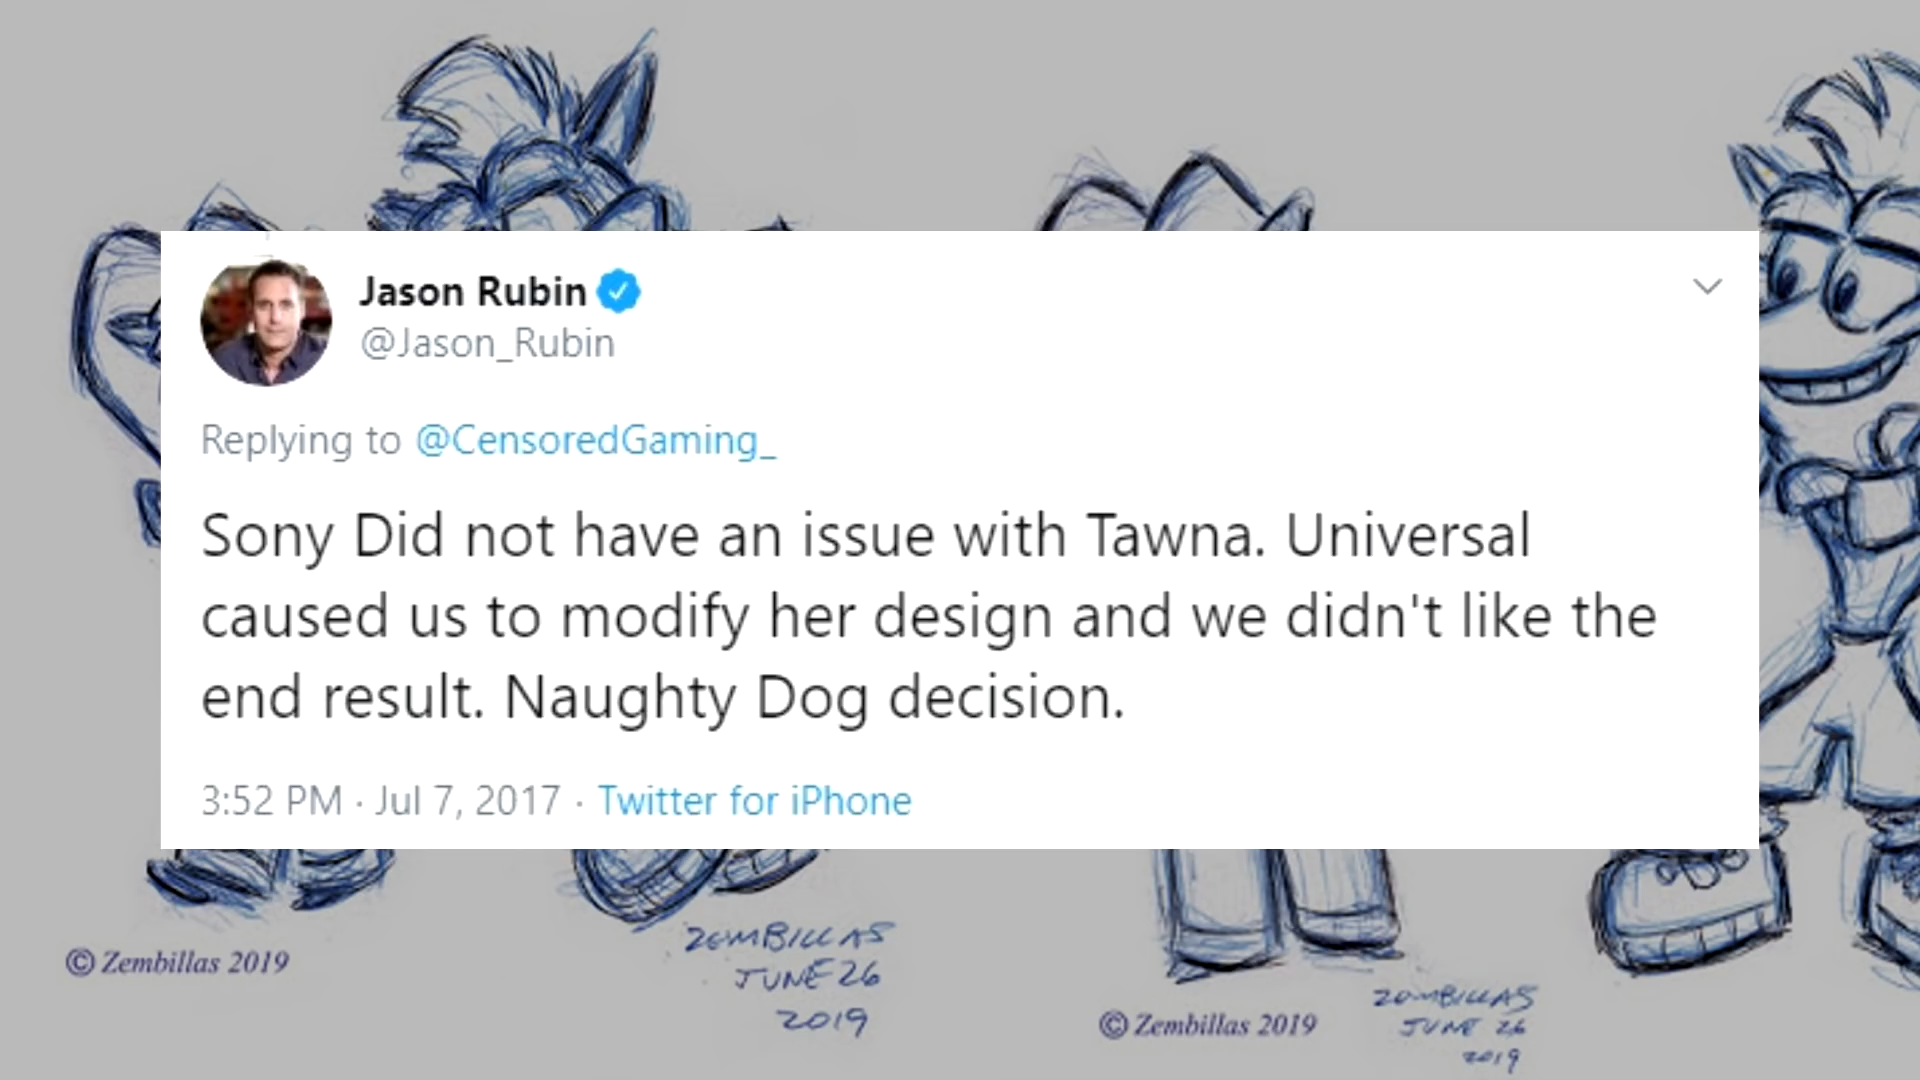 Jason Rubin
@Jason_Rubin
Replying to @CensoredGaming_
Sony Did not have an issue with Tawna. Universal
caused us to modify her design and we didn't like the
end result. Naughty Dog decision.
3:52 PM · Jul 7, 2017 · Twitter for iPhone
© Zembillas 2019
ZEMBILLAS
JUNE 26
2019
© Zembillas 2019
ZEMBILLAS
JUNE 26
2019